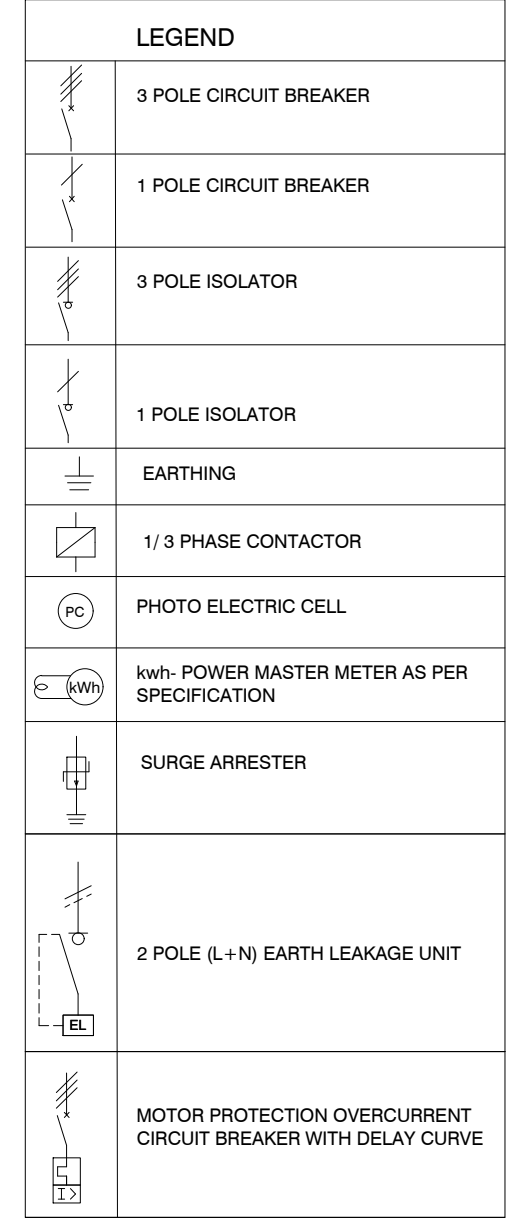 LEGEND
3 POLE CIRCUIT BREAKER
1 POLE CIRCUIT BREAKER
3 POLE ISOLATOR
1 POLE ISOLATOR
EARTHING
1/ 3 PHASE CONTACTOR
PC
PHOTO ELECTRIC CELL
kWh
kwh- POWER MASTER METER AS PER
SPECIFICATION
SURGE ARRESTER
2 POLE (L+N) EARTH LEAKAGE UNIT
EL
MOTOR PROTECTION OVERCURRENT
CIRCUIT BREAKER WITH DELAY CURVE
I>